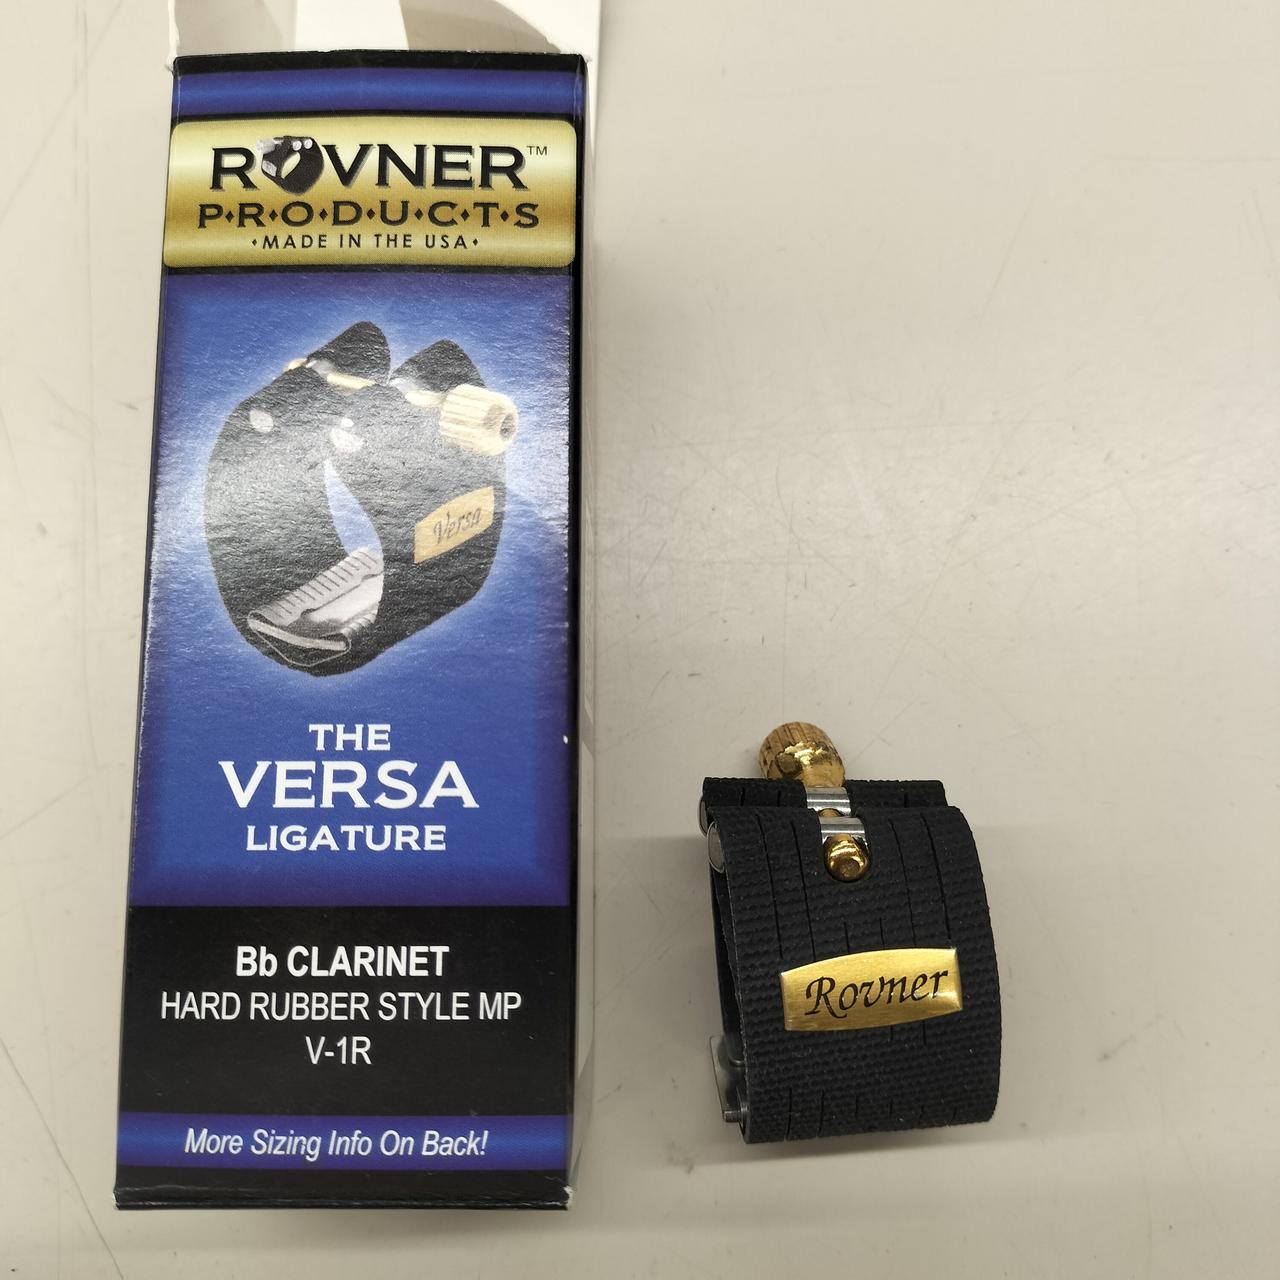 ROVNER™
P•R•O•D•U•C•T•S
•MADE IN THE USA•
Versa
THE
VERSA
LIGATURE
Bb CLARINET
HARD RUBBER STYLE MP
V-1R
More Sizing Info On Back!
Rovner